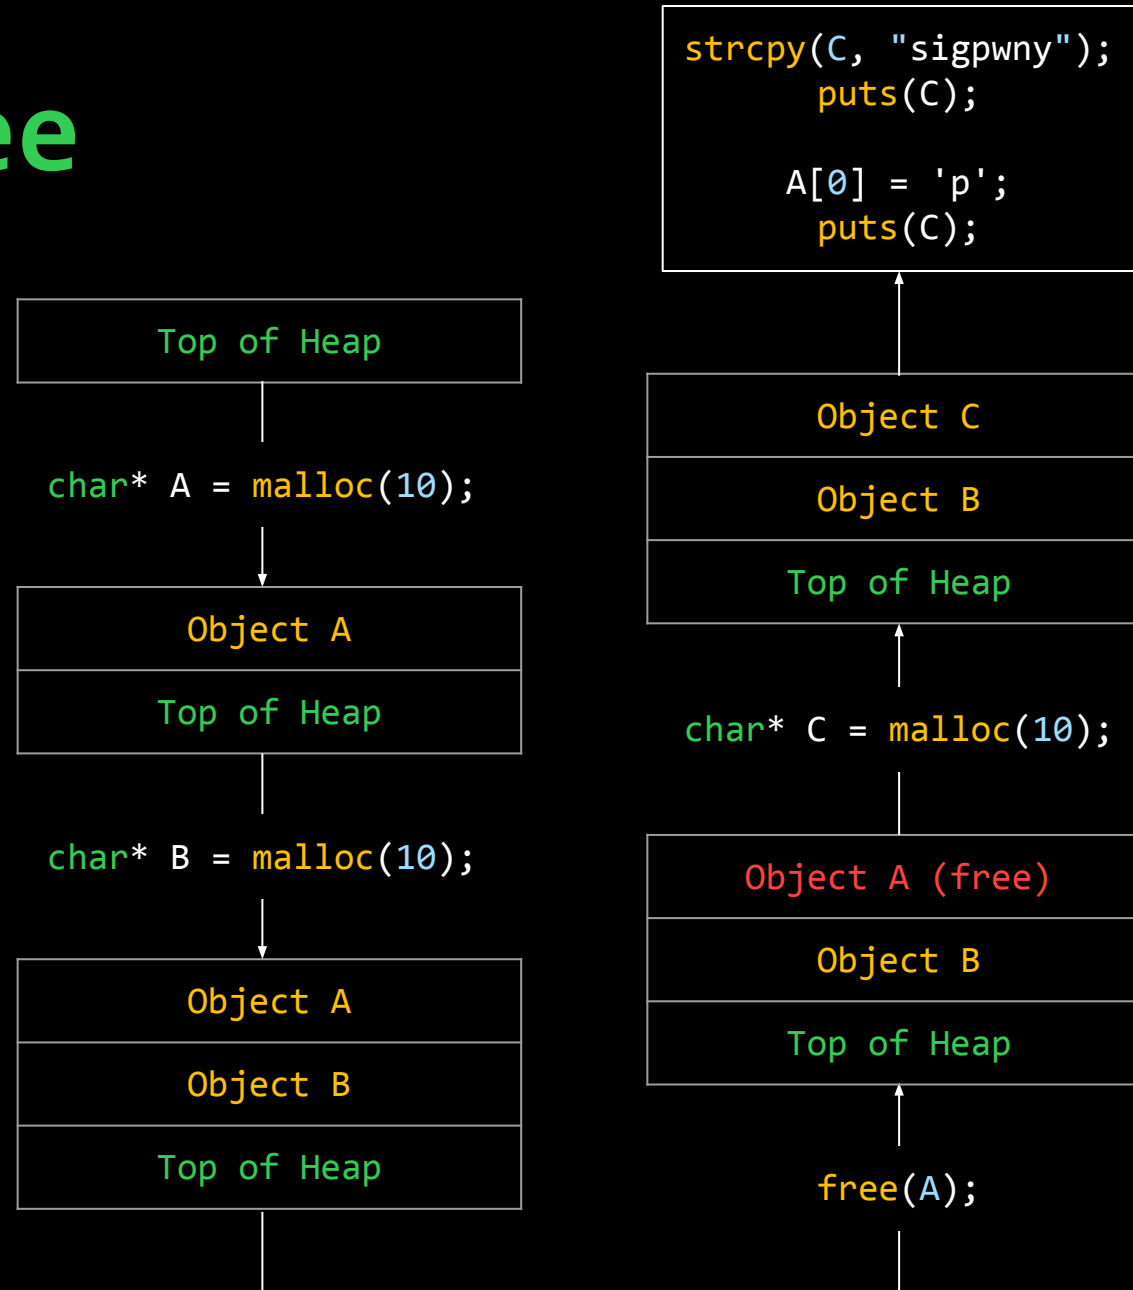 ee
Top of Heap
char* A = malloc(10);
Object A
Top of Heap
char* B = malloc(10);
Object A
Object B
Top of Heap
strcpy(C, "sigpwny");
puts(C);
A[0] = 'p';
puts(C);
Object C
Object B
Top of Heap
char* C = malloc(10);
Object A (free)
Object B
Top of Heap
free(A);